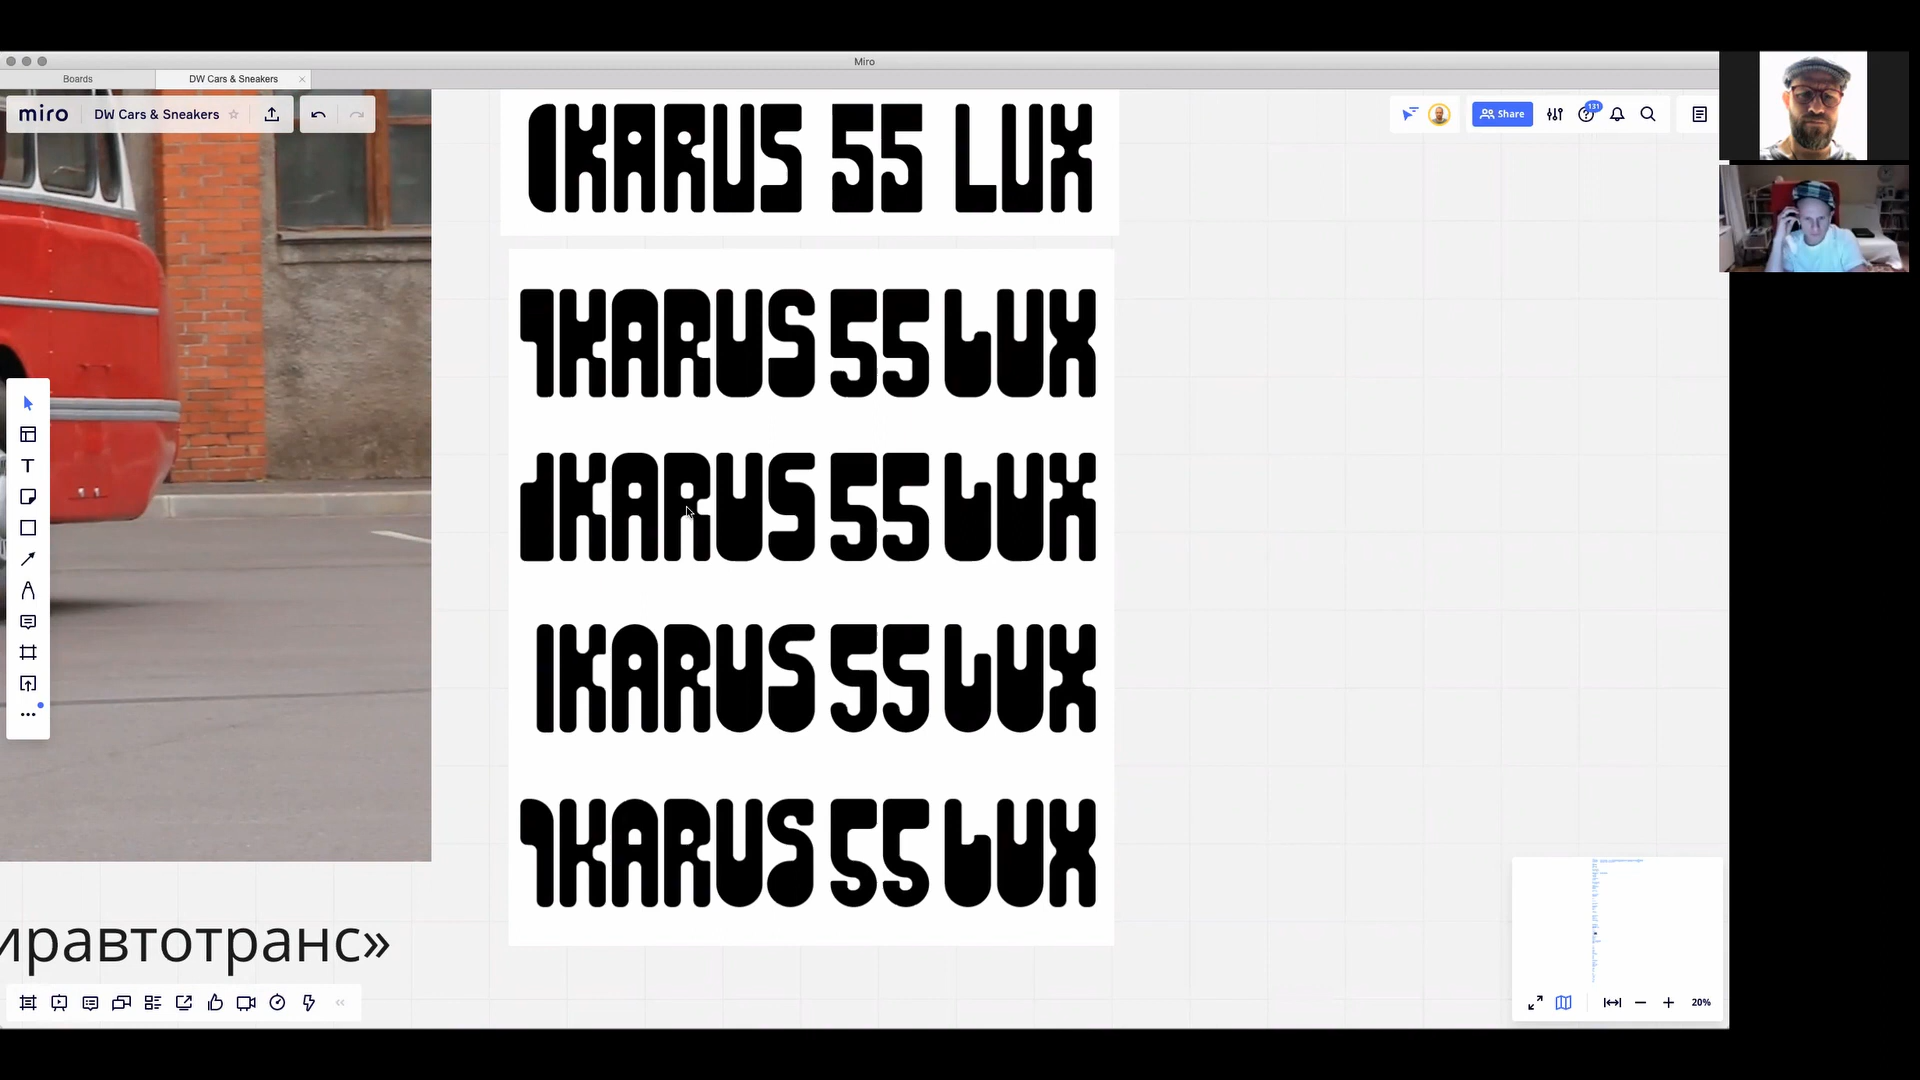 Miro
Boards
DW Cars & Sneakers
miro
DW Cars & Sneakers
Share
131
IKARUS 55 LUX
IKARUS 55 LUX
IKARUS 55 LUX
IKARUS 55 LUX
IKARUS 55 LUX
иравтотранс»
20%